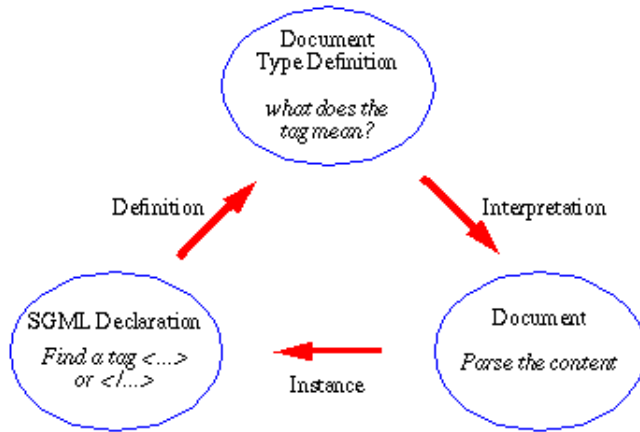 Document
Type Definition
what does the
tag mean?
Definition
Interpretation
SGML Declaration
Find a tag <...>
or </...>
Instance
Document
Parse the content